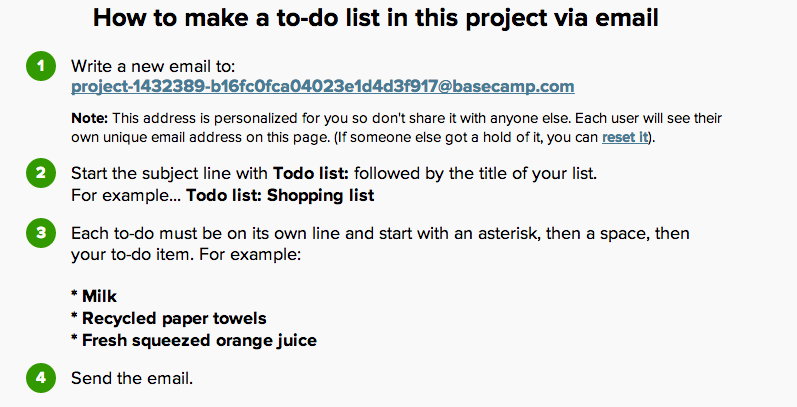 How to make a to-do list in this project via email
1 Write a new email to:
project-1432389-b16fc0fca04023e1d4d3f917@basecamp.com
Note: This address is personalized for you so don't share it with anyone else. Each user will see their
own unique email address on this page. (If someone else got a hold of it, you can reset it).
2 Start the subject line with Todo list: followed by the title of your list.
For example... Todo list: Shopping list
3 Each to-do must be on its own line and start with an asterisk, then a space, then
your to-do item. For example:
* Milk
* Recycled paper towels
* Fresh squeezed orange juice
4 Send the email.